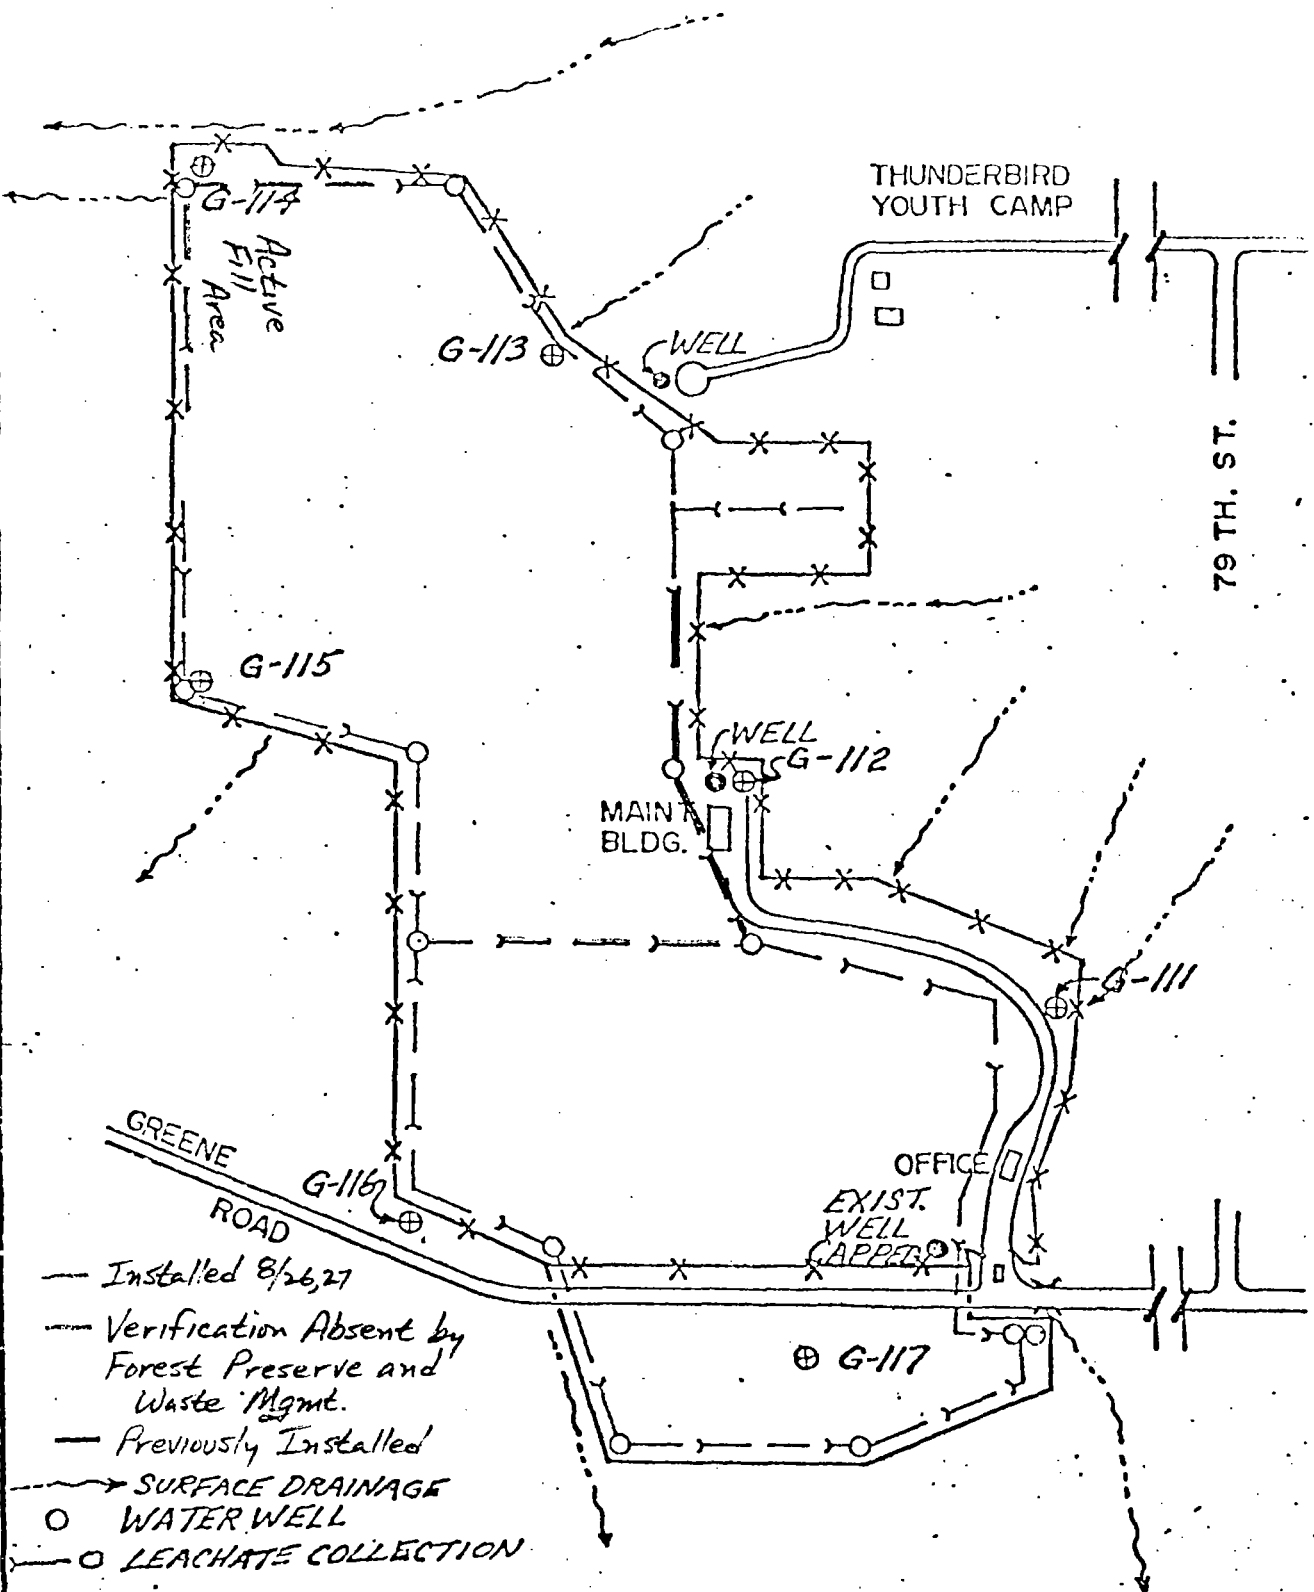 THUNDERBIRD
YOUTH CAMP
G-114
Active
Fill
Area
G-113
WELL
79TH. ST.
G-115
WELL
G-112
MAINT
BLDG.
G-111
GREENE
ROAD
G-116
OFFICE
EXIST.
WELL
CAPPED
G-117
Installed 8/26,27
Verification Absent by
Forest Preserve and
Waste Mgmt.
Previously Installed
SURFACE DRAINAGE
WATER WELL
LEACHATE COLLECTION